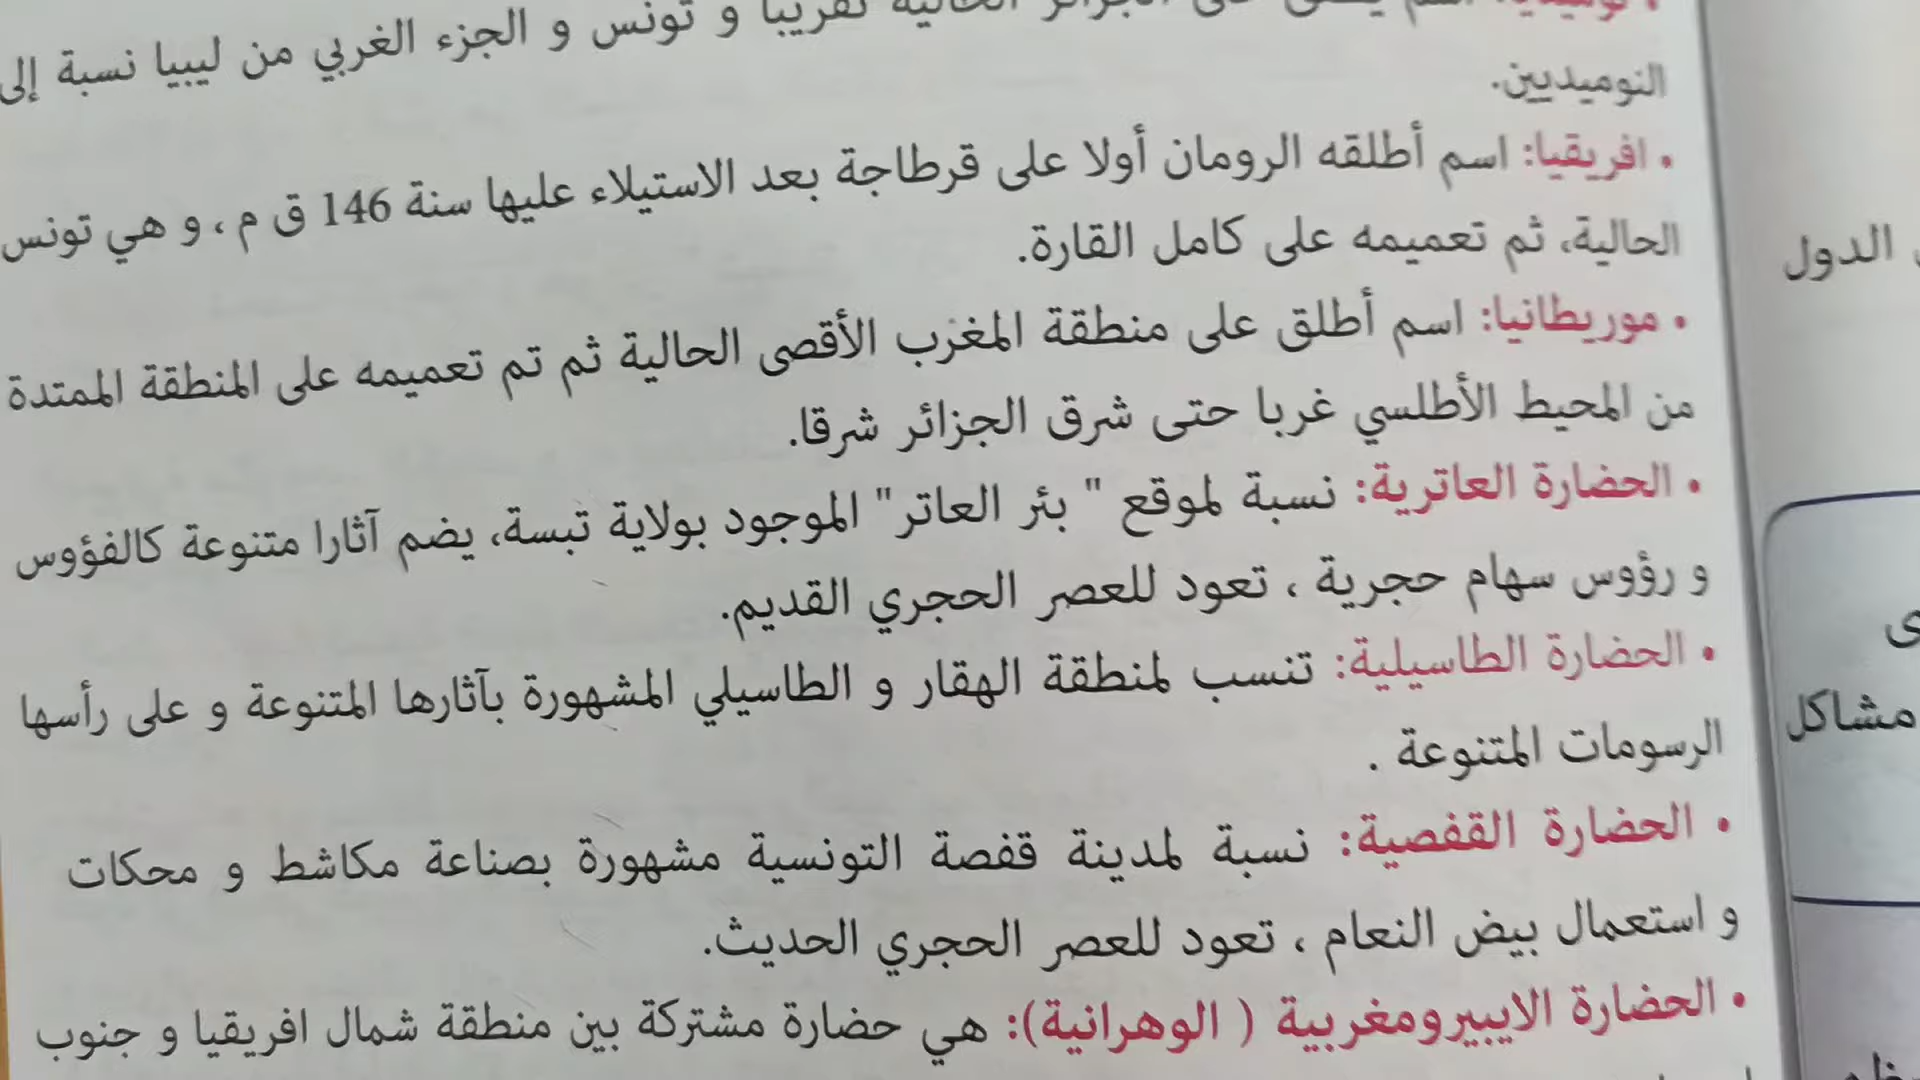 تقريبا و تونس و الجزء الغربي من ليبيا نسبة إلى
النوميديين.
• افريقيا: اسم أطلقه الرومان أولا على قرطاجة بعد الاستيلاء عليها سنة 146 ق م ، و هي تونس
الحالية، ثم تعميمه على كامل القارة.
• موريطانيا: اسم أطلق على منطقة المغرب الأقصى الحالية ثم تم تعميمه على المنطقة الممتدة
من المحيط الأطلسي غربا حتى شرق الجزائر شرقا.
• الحضارة العاترية: نسبة لموقع " بئر العاتر" الموجود بولاية تبسة، يضم آثارا متنوعة كالفؤوس
و رؤوس سهام حجرية ، تعود للعصر الحجري القديم.
• الحضارة الطاسيلية: تنسب لمنطقة الهقار و الطاسيلي المشهورة بآثارها المتنوعة و على رأسها
الرسومات المتنوعة .
• الحضارة القفصية: نسبة لمدينة قفصة التونسية مشهورة بصناعة مكاشط و محكات
و استعمال بيض النعام ، تعود للعصر الحجري الحديث.
• الحضارة الايبيرومغربية ( الوهرانية): هي حضارة مشتركة بين منطقة شمال افريقيا و جنوب
الدول
مشاكل